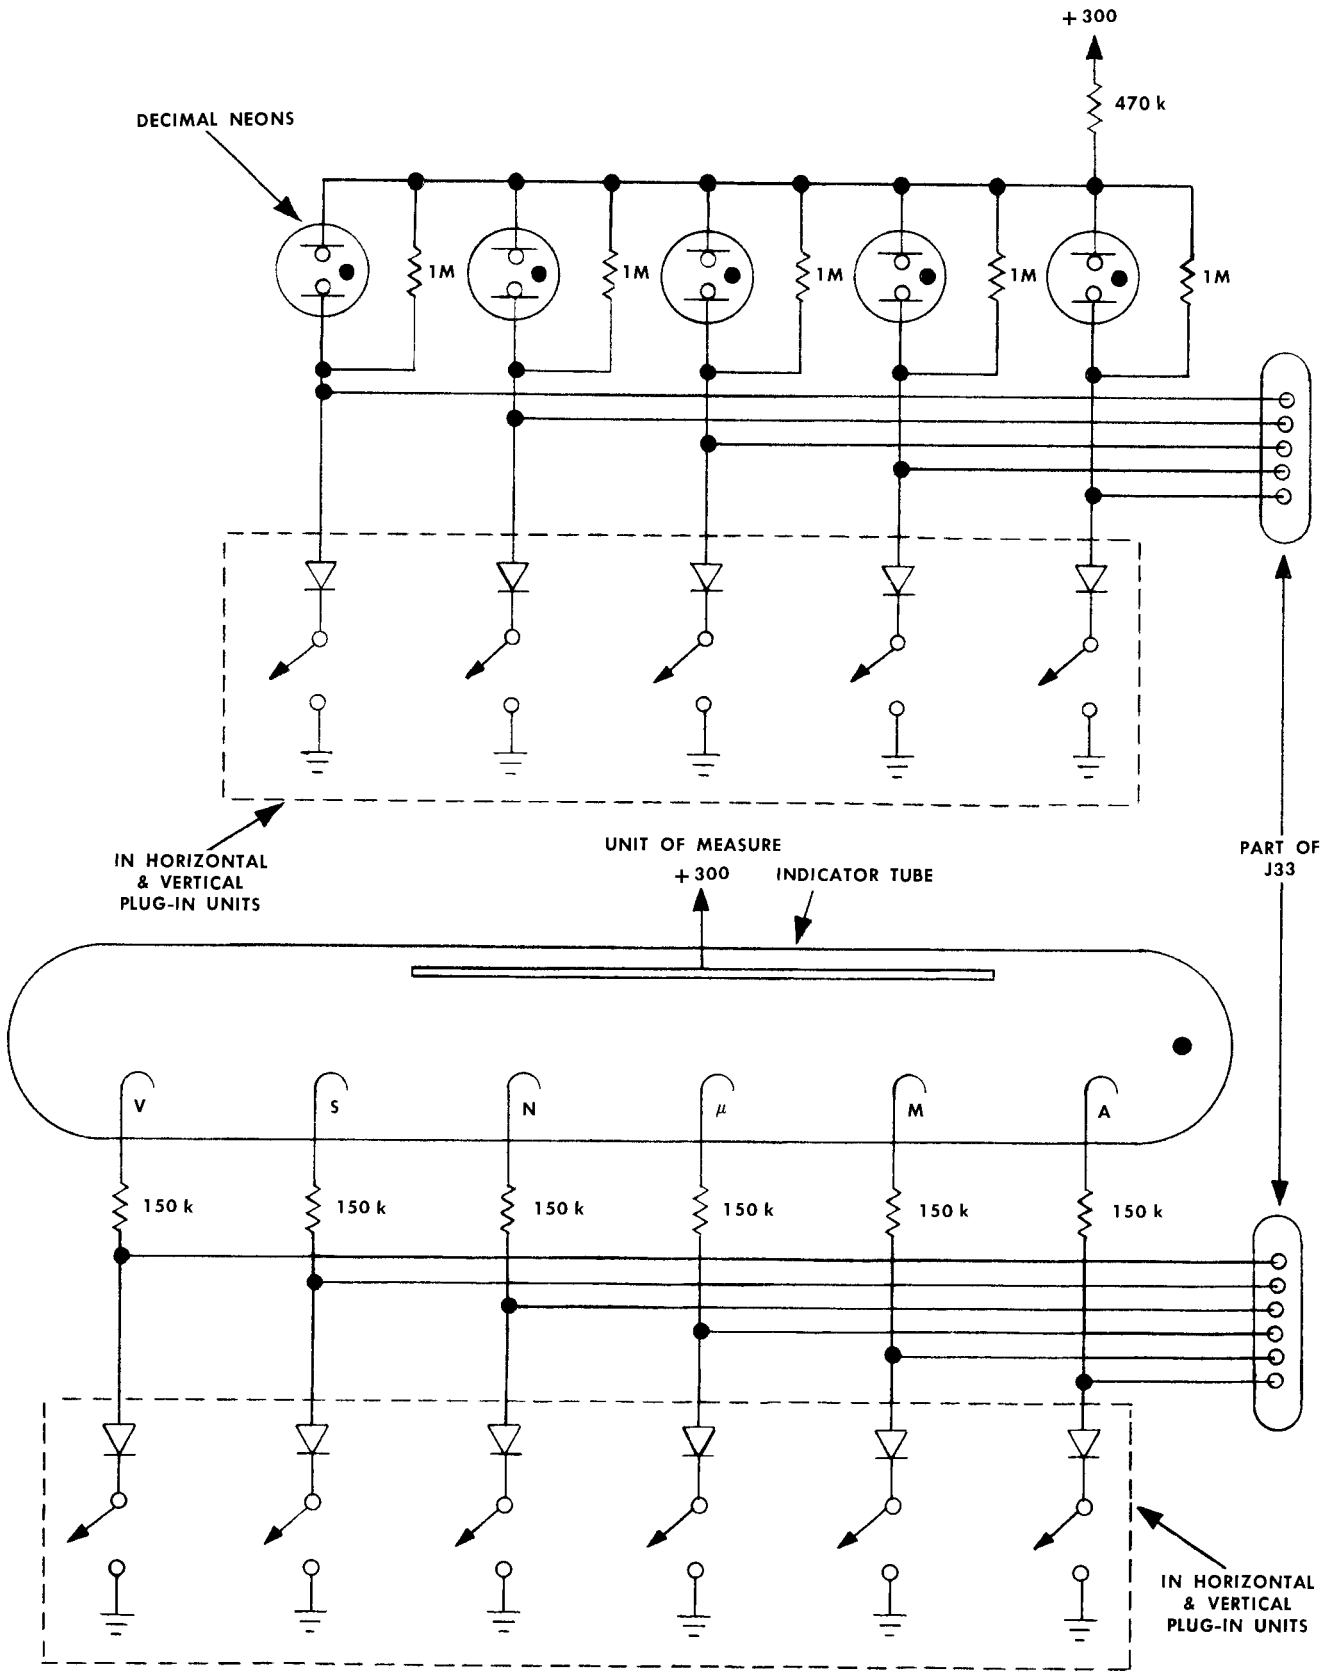 +300
470 k
DECIMAL NEONS
1M
1M
1M
1M
1M
IN HORIZONTAL
& VERTICAL
PLUG-IN UNITS
UNIT OF MEASURE
+300
INDICATOR TUBE
PART OF
J33
V
S
N
μ
M
A
150 k
150 k
150 k
150 k
150 k
150 k
IN HORIZONTAL
& VERTICAL
PLUG-IN UNITS